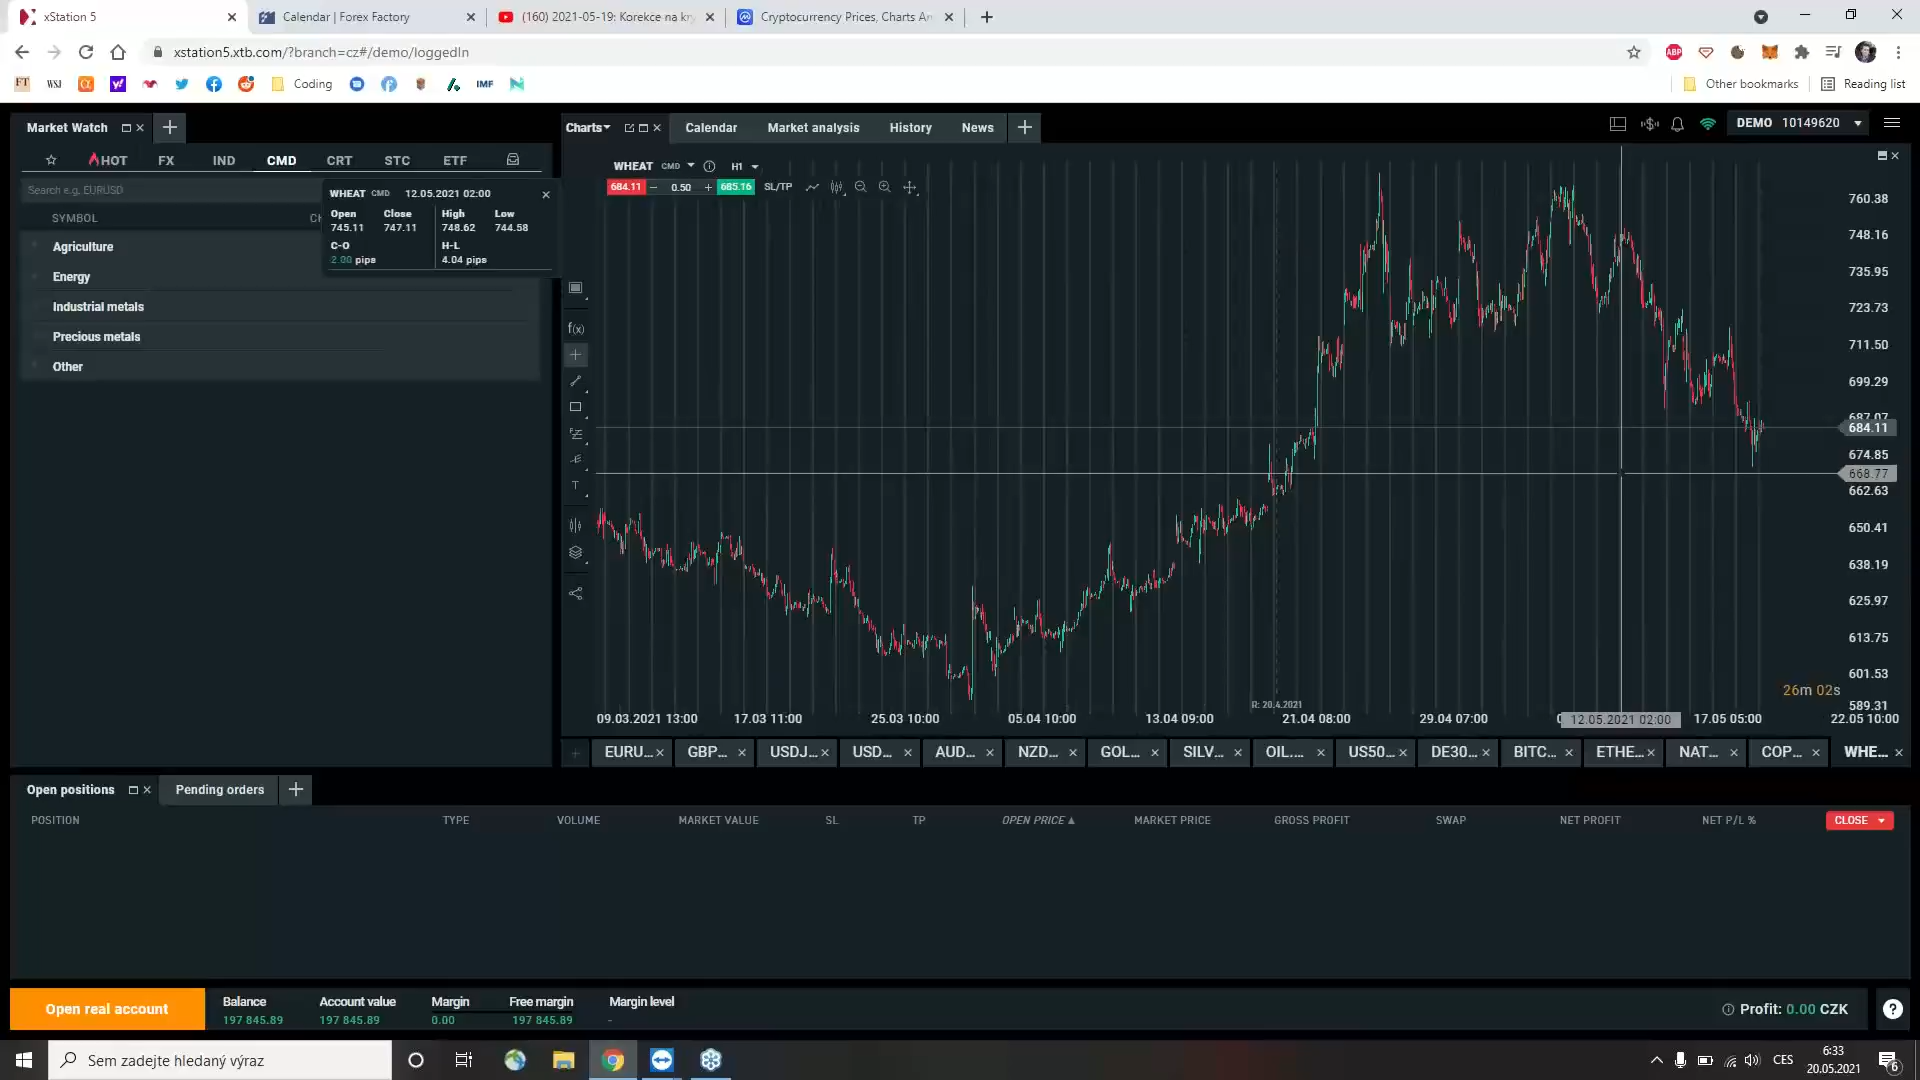 xStation 5
Calendar | Forex Factory
(160) 2021-05-19: Korekce na kr
Cryptocurrency Prices, Charts An
xstation5.xtb.com/?branch=cz#/demo/loggedIn
ABP
FT
WSJ
Coding
IMF
Other bookmarks
Reading list
Market Watch
Charts
Calendar
Market analysis
History
News
DEMO 10149620
HOT
FX
IND
CMD
CRT
STC
ETF
WHEAT CMD
H1
Search e.g. EURUSD
684.11
0.50
685.16
SL/TP
WHEAT CMD 12.05.2021 02:00
Open Close High Low
745.11 747.11 748.62 744.58
C-O H-L
2.00 pips 4.04 pips
SYMBOL
CH
Agriculture
Energy
Industrial metals
Precious metals
Other
f(x)
T
760.38
748.16
735.95
723.73
711.50
699.29
687.07
684.11
674.85
668.77
662.63
650.41
638.19
625.97
613.75
601.53
589.31
26m 02s
R: 20.4.2021
09.03.2021 13:00
17.03 11:00
25.03 10:00
05.04 10:00
13.04 09:00
21.04 08:00
29.04 07:00
12.05.2021 02:00
17.05 05:00
22.05 10:00
EURU...
GBP...
USDJ...
USD...
AUD...
NZD...
GOL...
SILV...
OIL....
US50...
DE30...
BITC...
ETHE...
NAT...
COP...
WHE...
Open positions
Pending orders
POSITION
TYPE
VOLUME
MARKET VALUE
SL
TP
OPEN PRICE ▲
MARKET PRICE
GROSS PROFIT
SWAP
NET PROFIT
NET P/L %
CLOSE
Open real account
Balance
197 845.89
Account value
197 845.89
Margin
0.00
Free margin
197 845.89
Margin level
-
Profit: 0.00 CZK
?
Sem zadejte hledaný výraz
CES
6:33
20.05.2021
6